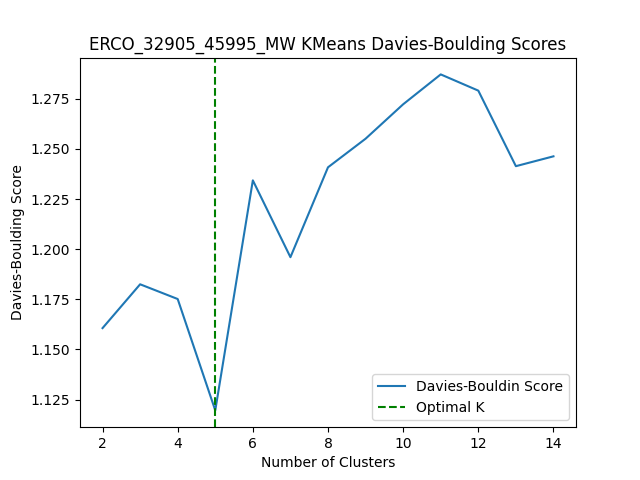 ERCO_32905_45995_MW KMeans Davies-Boulding Scores
Davies-Boulding Score
1.275
1.250
1.225
1.200
1.175
1.150
1.125
Davies-Bouldin Score
Optimal K
2 4 6 8 10 12 14
Number of Clusters